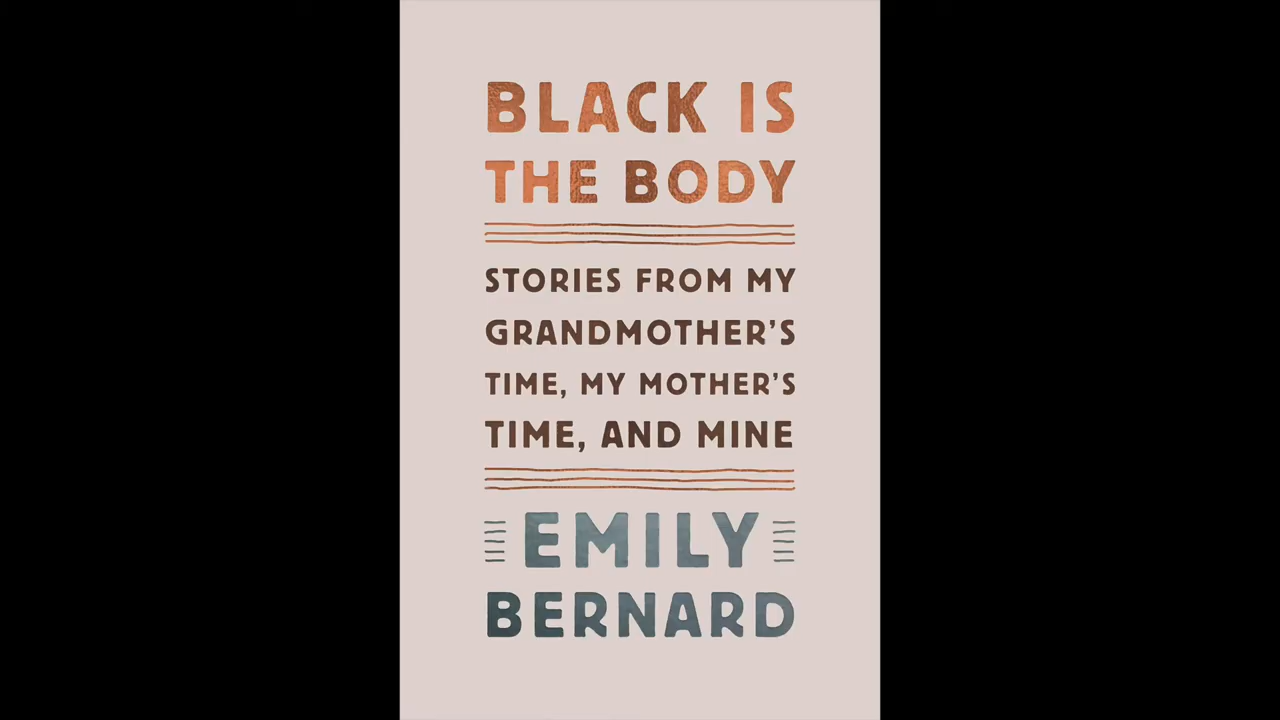 BLACK IS
THE BODY
STORIES FROM MY
GRANDMOTHER'S
TIME, MY MOTHER'S
TIME, AND MINE
EMILY
BERNARD